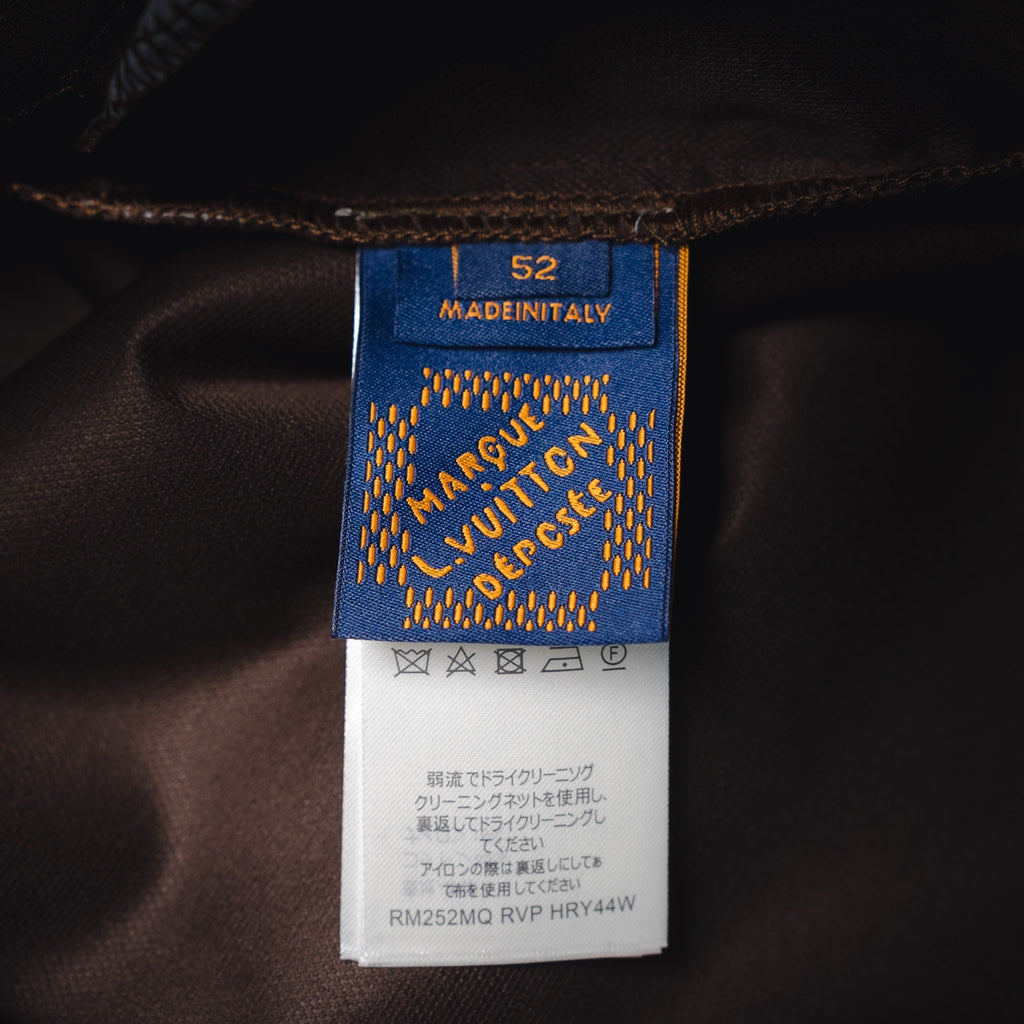 52
MADEINITALY
MARQUE
L.VUITTON
DÉPOSÉE
F
弱流でドライクリーニング
クリーニングネットを使用し、
裏返してドライクリーニングし
てください
アイロンの際は裏返しにしてあ
て布を使用してください
RM252MQ RVP HRY44W